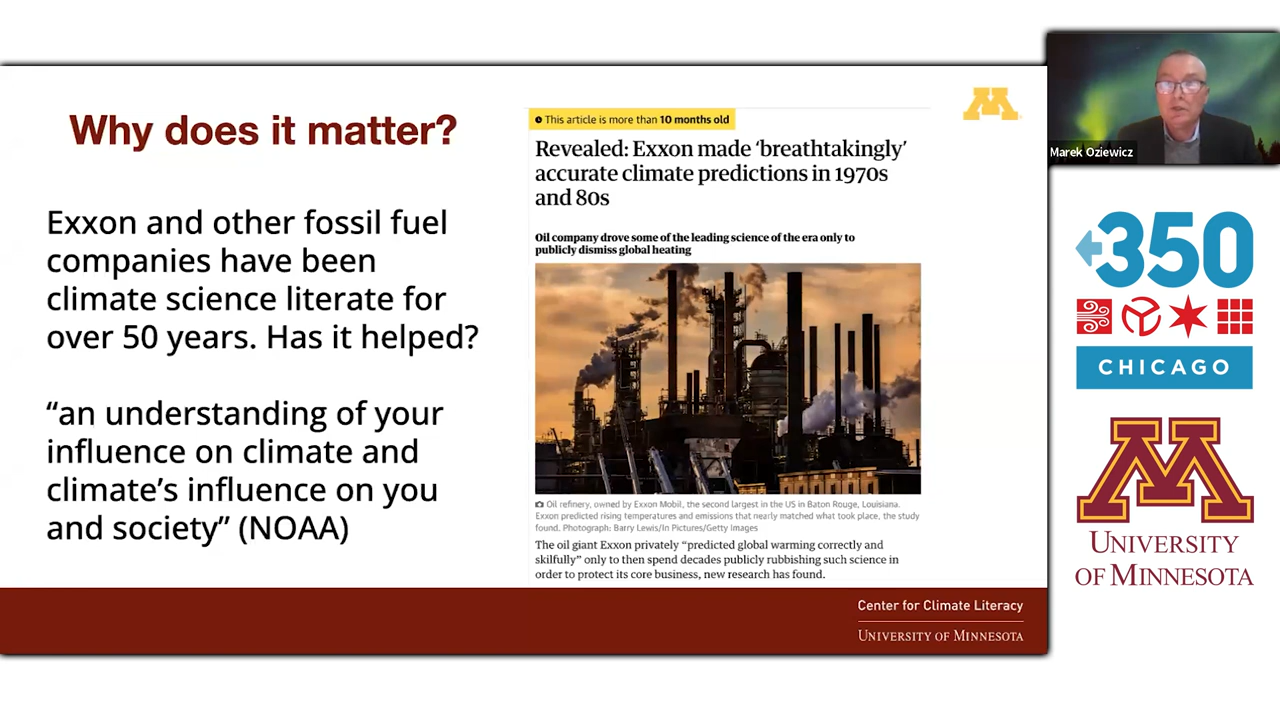 Why does it matter?
Exxon and other fossil fuel
companies have been
climate science literate for
over 50 years. Has it helped?
“an understanding of your
influence on climate and
climate’s influence on you
and society” (NOAA)
This article is more than 10 months old
Revealed: Exxon made ‘breathtakingly’
accurate climate predictions in 1970s
and 80s
Oil company drove some of the leading science of the era only to
publicly dismiss global heating
Oil refinery, owned by Exxon Mobil, the second largest in the US in Baton Rouge, Louisiana.
Exxon predicted rising temperatures and emissions that nearly matched what took place, the study
found. Photograph: Barry Lewis/In Pictures/Getty Images
The oil giant Exxon privately “predicted global warming correctly and
skilfully” only to then spend decades publicly rubbishing such science in
order to protect its core business, new research has found.
M
Center for Climate Literacy
UNIVERSITY OF MINNESOTA
Marek Oziewicz
350
CHICAGO
M
UNIVERSITY
OF MINNESOTA